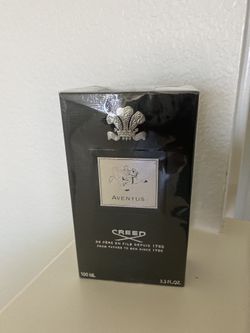 AVENTUS
CREED
DE PÈRE EN FILS DEPUIS 1760
FROM FATHER TO SON SINCE 1760
100 ML 3.3 FL.OZ.